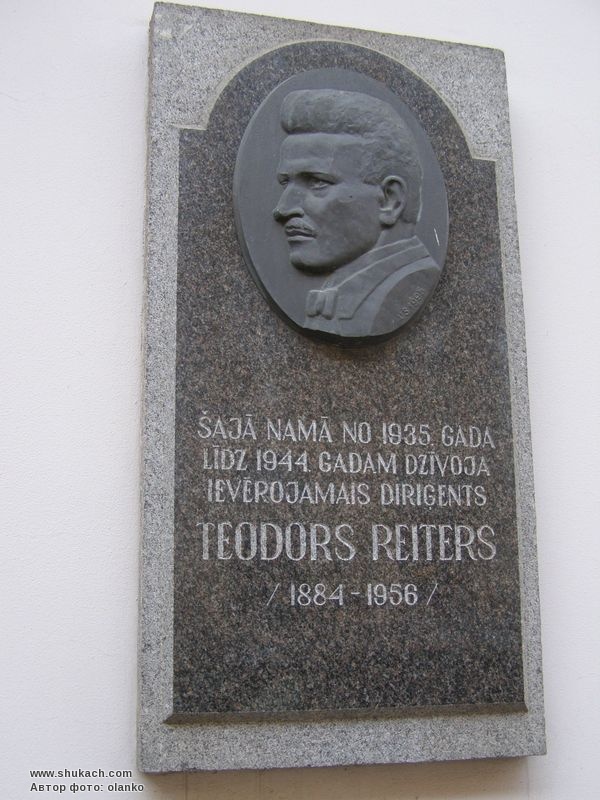 ŠAJĀ NAMĀ NO 1935. GADA
LĪDZ 1944. GADAM DZĪVOJA
IEVĒROJAMAIS DIRIĢENTS
TEODORS REITERS
/ 1884 - 1956 /
www.shukach.com
Автор фото: olanko